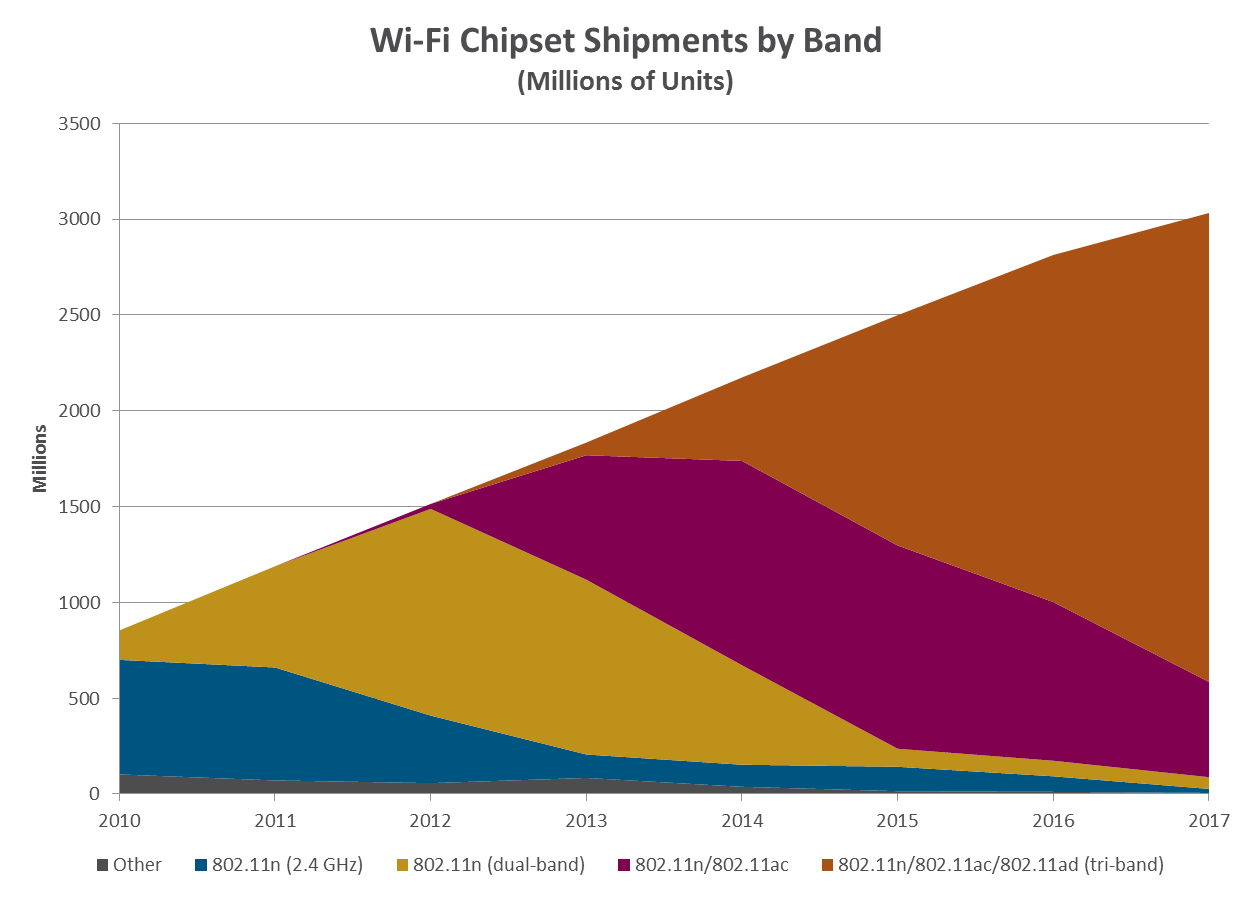 Wi-Fi Chipset Shipments by Band
(Millions of Units)
3500
3000
2500
2000
1500
1000
500
0
Millions
2010 2011 2012 2013 2014 2015 2016 2017
Other 802.11n (2.4 GHz) 802.11n (dual-band) 802.11n/802.11ac 802.11n/802.11ac/802.11ad (tri-band)